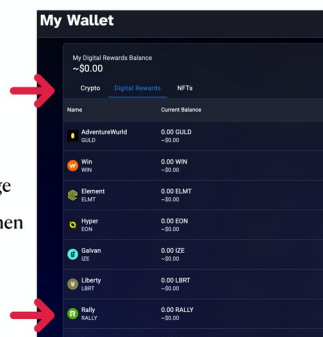 My Wallet
My Digital Rewards Balance
~$0.00
Crypto Digital Rewards NFTs
Name Current Balance
AdventureWurld 0.00 GULD
GULD ~$0.00
Win 0.00 WIN
WIN ~$0.00
Element 0.00 ELMT
ELMT ~$0.00
Hyper 0.00 EON
EON ~$0.00
Galvan 0.00 IZE
IZE ~$0.00
Liberty 0.00 LBRT
LBRT ~$0.00
R Rally 0.00 RALLY
RALLY ~$0.00